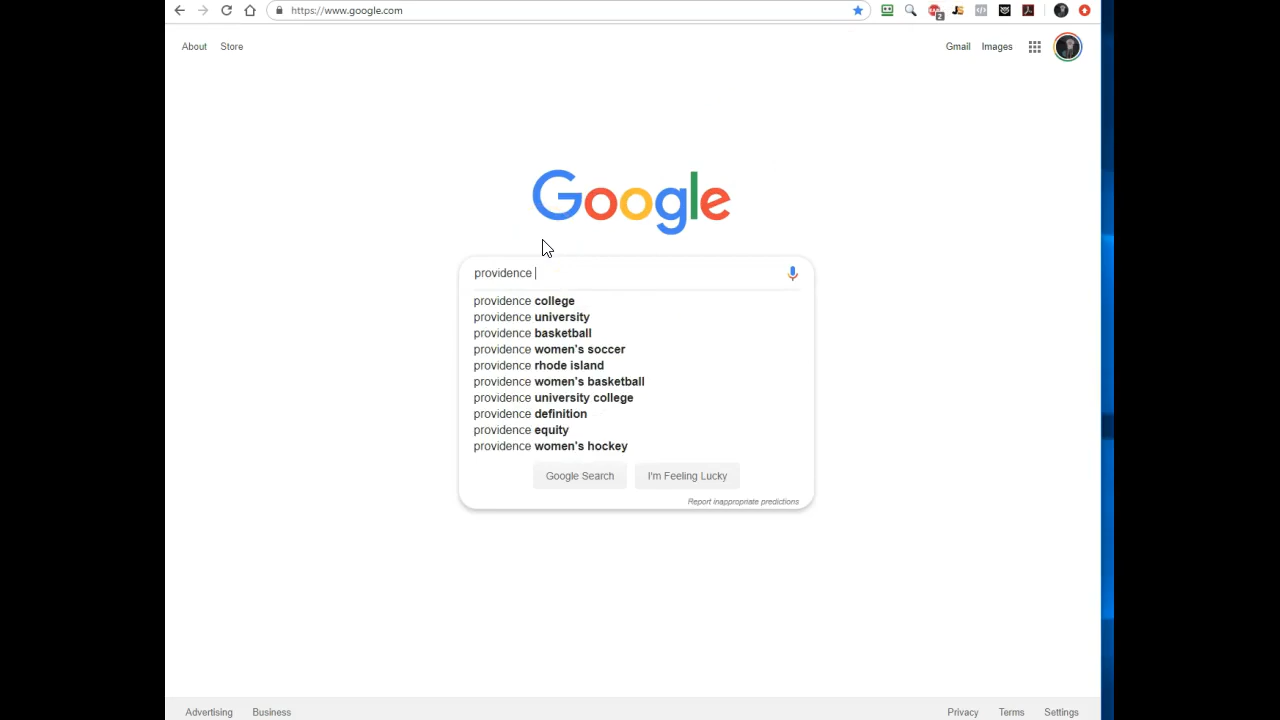 https://www.google.com
2
JS
About Store
Gmail Images
Google
providence
providence college
providence university
providence basketball
providence women's soccer
providence rhode island
providence women's basketball
providence university college
providence definition
providence equity
providence women's hockey
Google Search I'm Feeling Lucky
Report inappropriate predictions
Advertising Business
Privacy Terms Settings